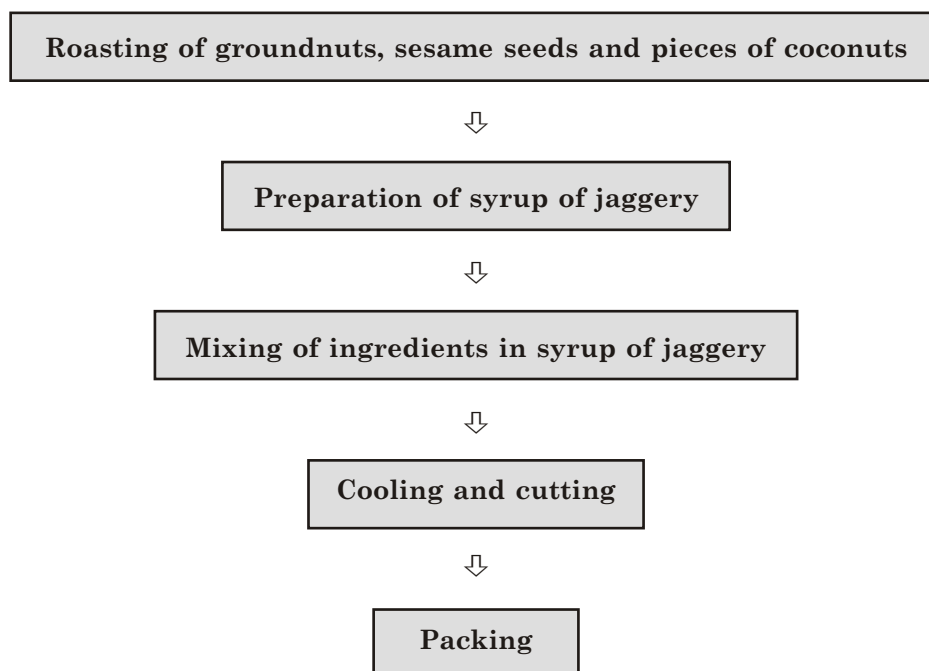 Roasting of groundnuts, sesame seeds and pieces of coconuts
Preparation of syrup of jaggery
Mixing of ingredients in syrup of jaggery
Cooling and cutting
Packing